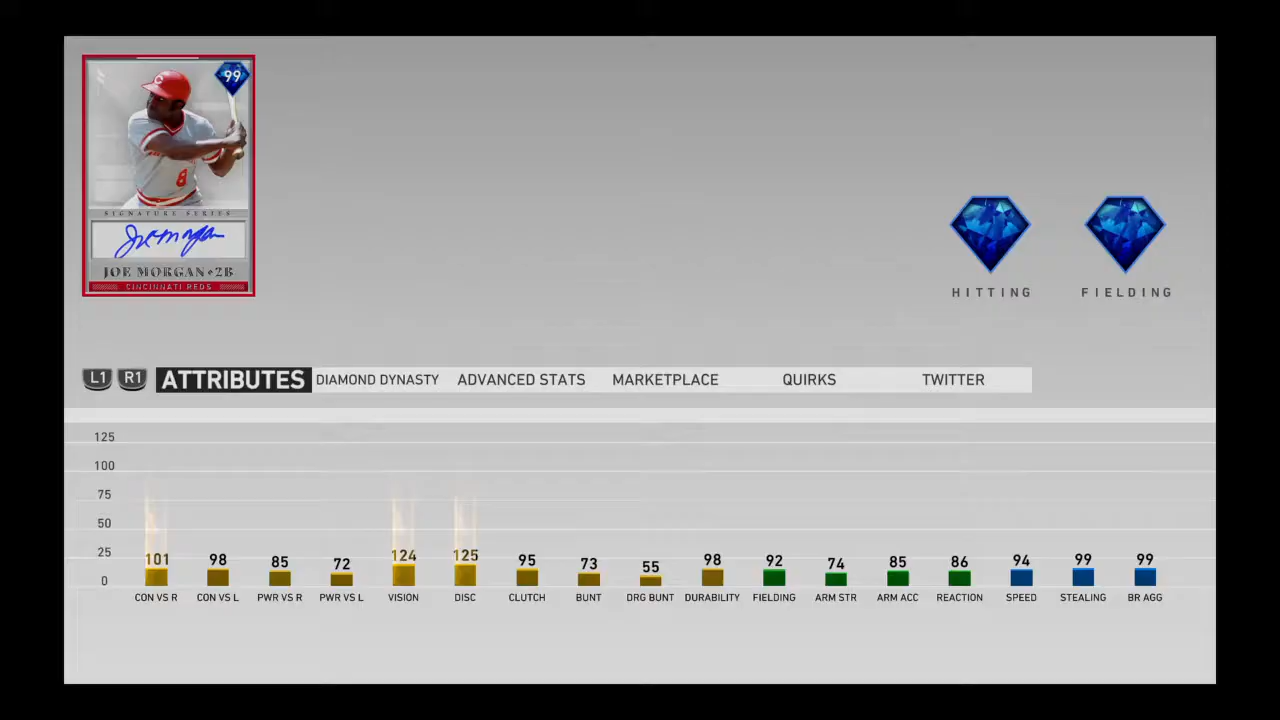 99
C
8
SIGNATURE SERIES
Joe Morgan
JOE MORGAN • 2B
CINCINNATI REDS
HITTING FIELDING
L1 R1 ATTRIBUTES DIAMOND DYNASTY ADVANCED STATS MARKETPLACE QUIRKS TWITTER
125
100
75
50
25
0
101 98 85 72 124 125 95 73 55 98 92 74 85 86 94 99 99
CON VS R CON VS L PWR VS R PWR VS L VISION DISC CLUTCH BUNT DRG BUNT DURABILITY FIELDING ARM STR ARM ACC REACTION SPEED STEALING BR AGG